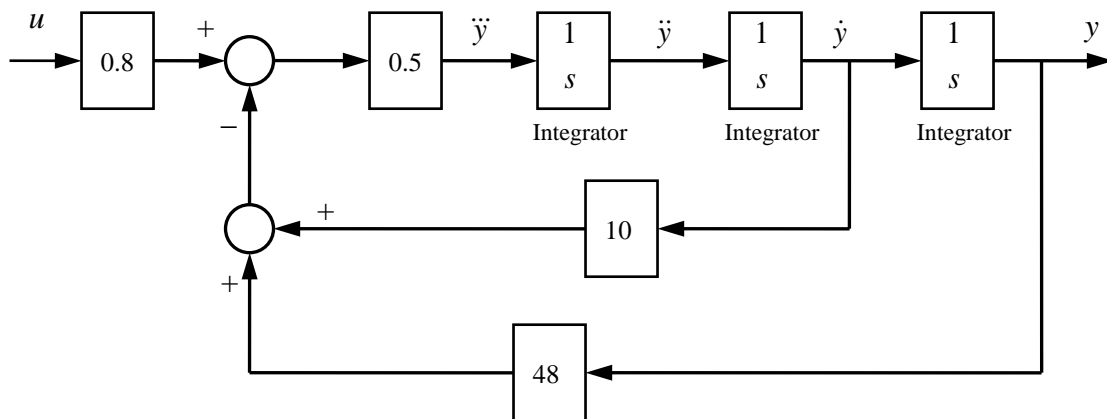 u
0.8
+
−
0.5
y⃛
1
s
Integrator
ÿ
1
s
Integrator
ẏ
1
s
Integrator
y
+
10
+
48